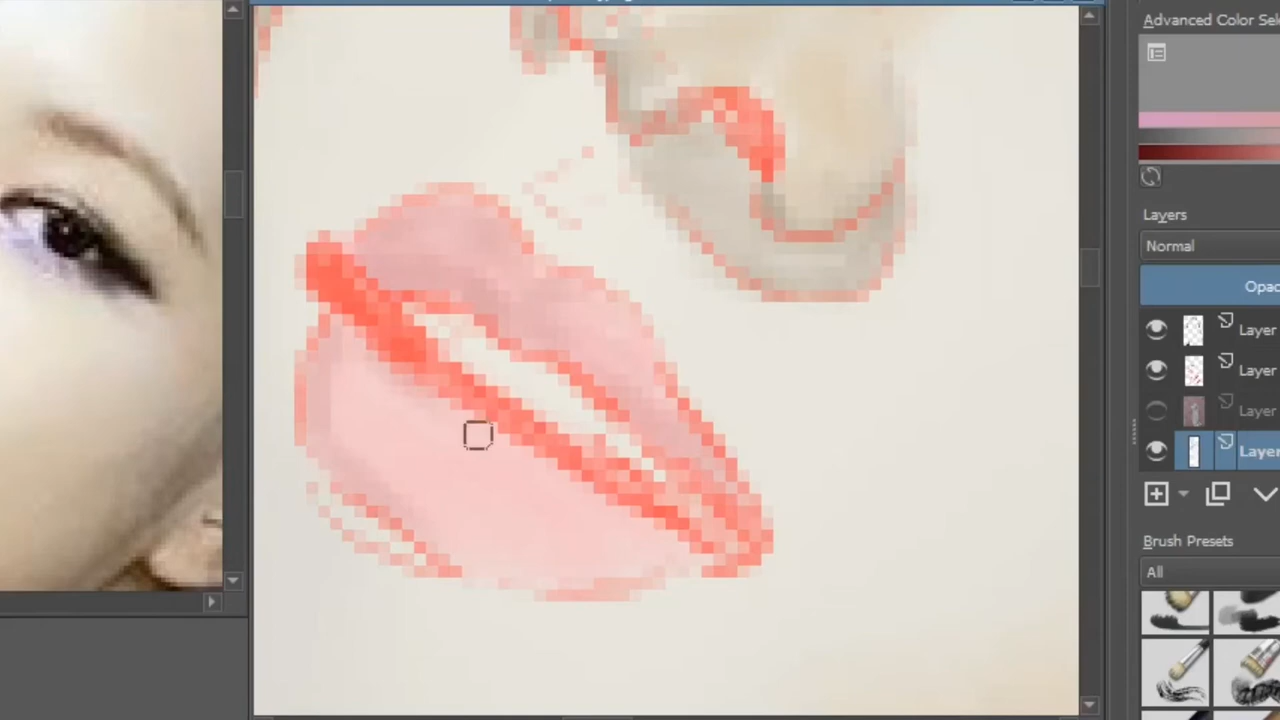 Advanced Color Sel
Layers
Normal
Opac
Layer
Layer
Layer
Layer
Brush Presets
All